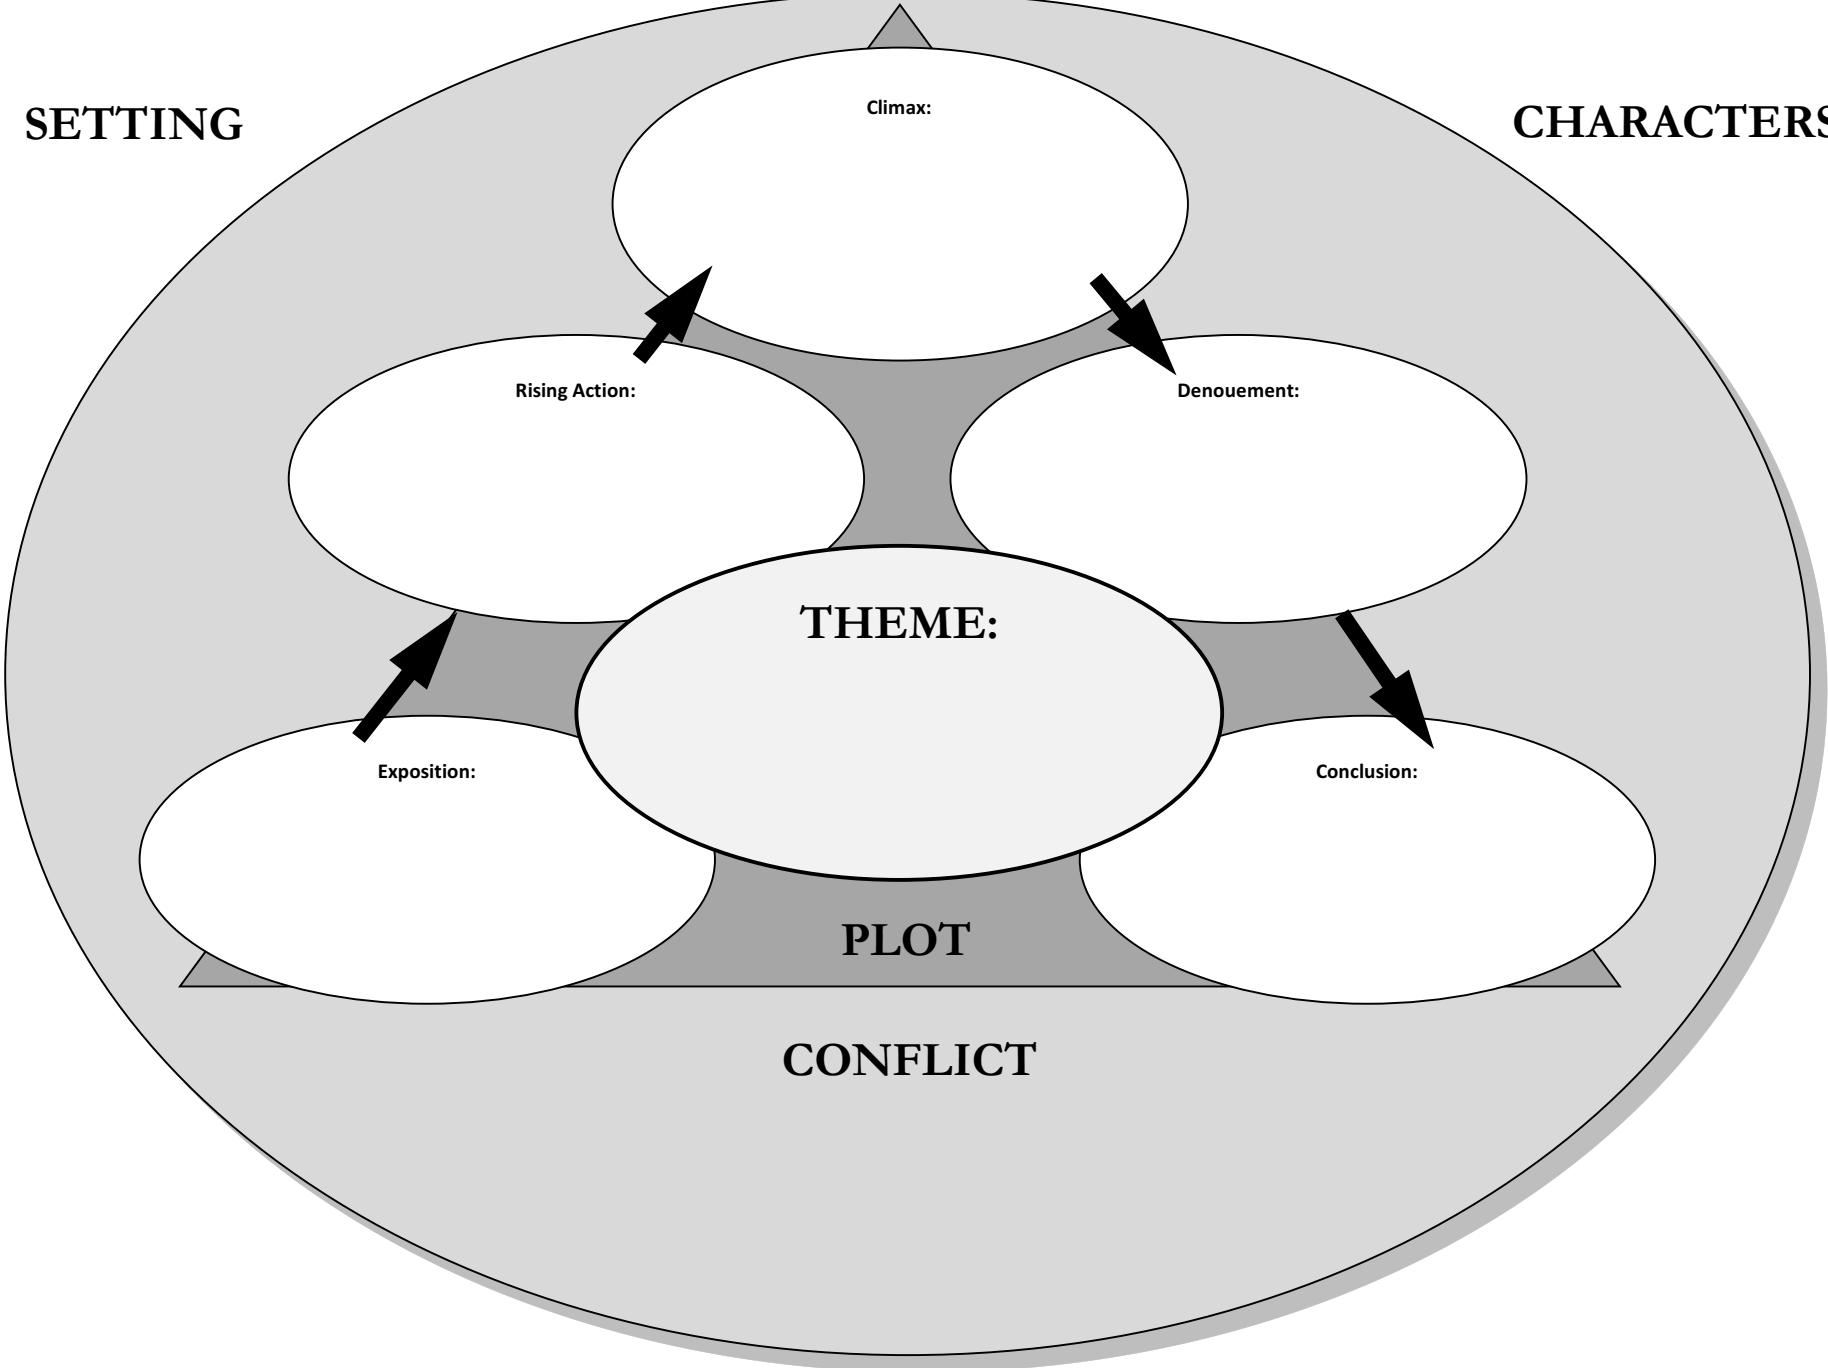 SETTING
CHARACTERS
Climax:
Rising Action:
Denouement:
THEME:
Exposition:
Conclusion:
PLOT
CONFLICT